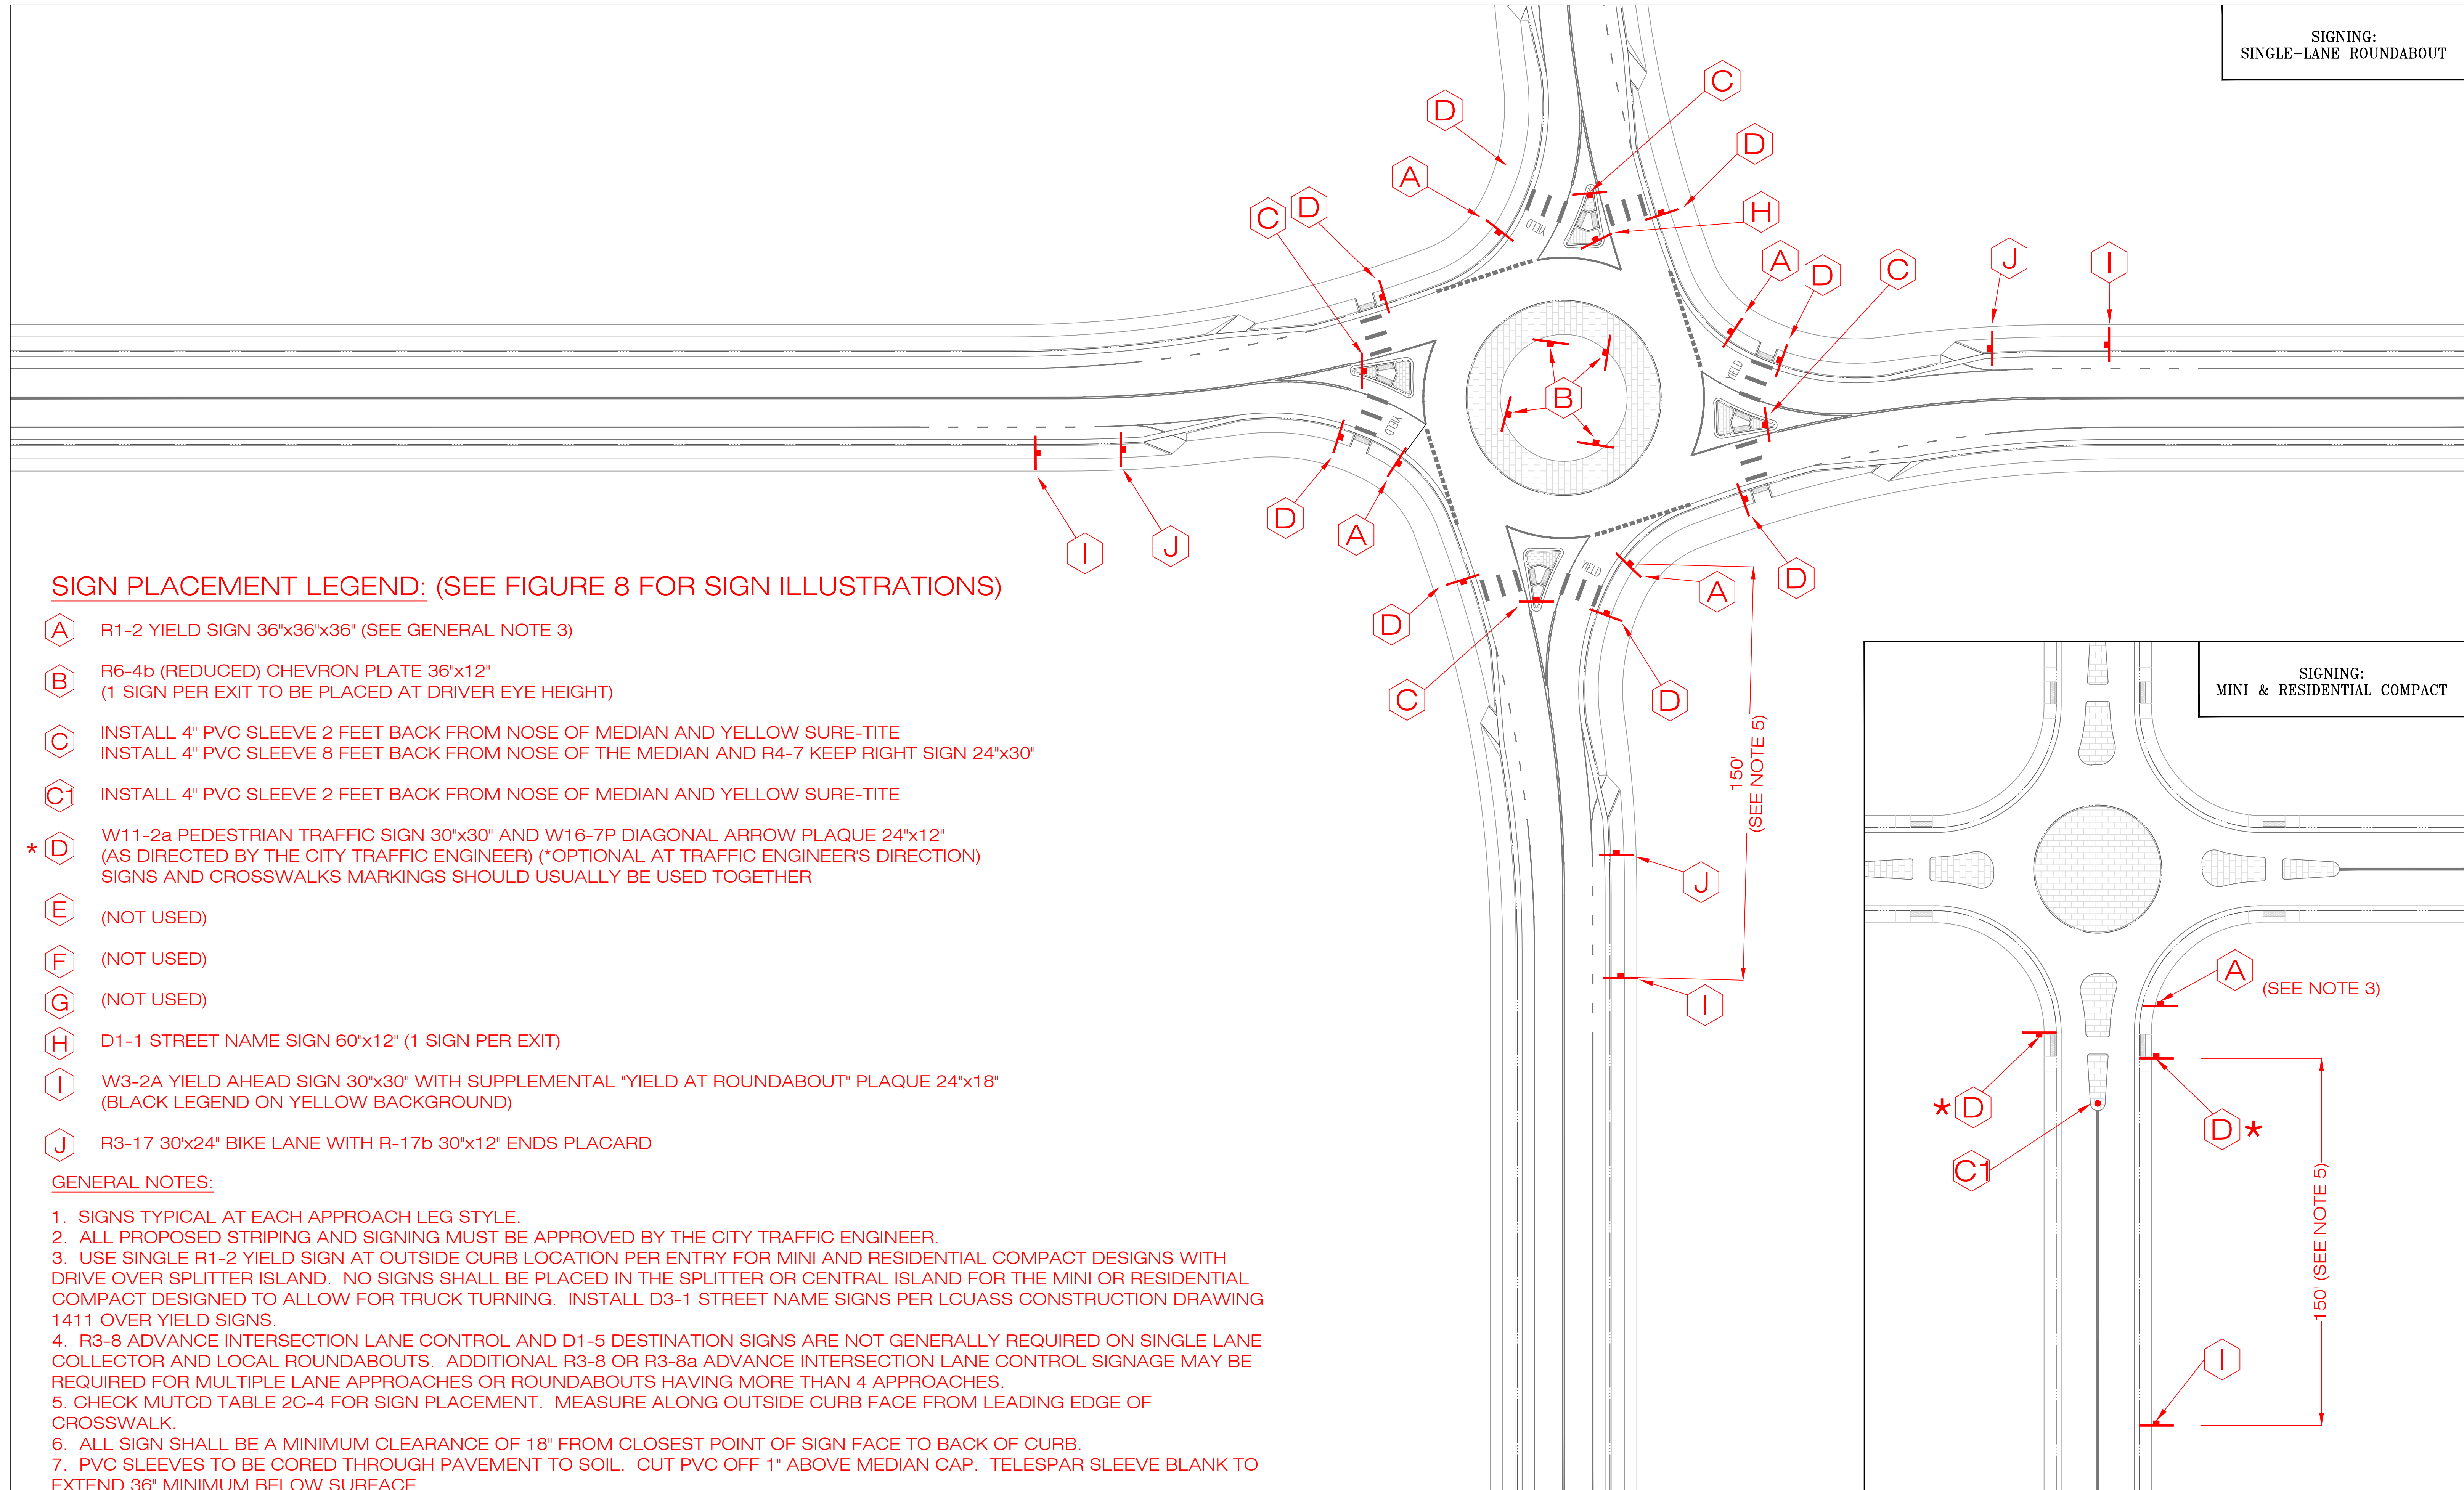 SIGNING:
SINGLE-LANE ROUNDABOUT
C
D
D
A
C
D
H
A
D
C
J
I
YIELD
YIELD
B
YIELD
I
J
D
A
YIELD
D
A
D
C
D
150'
(SEE NOTE 5)
J
I
SIGN PLACEMENT LEGEND: (SEE FIGURE 8 FOR SIGN ILLUSTRATIONS)
A R1-2 YIELD SIGN 36"x36"x36" (SEE GENERAL NOTE 3)
B R6-4b (REDUCED) CHEVRON PLATE 36"x12"
(1 SIGN PER EXIT TO BE PLACED AT DRIVER EYE HEIGHT)
C INSTALL 4" PVC SLEEVE 2 FEET BACK FROM NOSE OF MEDIAN AND YELLOW SURE-TITE
INSTALL 4" PVC SLEEVE 8 FEET BACK FROM NOSE OF THE MEDIAN AND R4-7 KEEP RIGHT SIGN 24"x30"
C1 INSTALL 4" PVC SLEEVE 2 FEET BACK FROM NOSE OF MEDIAN AND YELLOW SURE-TITE
* D W11-2a PEDESTRIAN TRAFFIC SIGN 30"x30" AND W16-7P DIAGONAL ARROW PLAQUE 24"x12"
(AS DIRECTED BY THE CITY TRAFFIC ENGINEER) (*OPTIONAL AT TRAFFIC ENGINEER'S DIRECTION)
SIGNS AND CROSSWALKS MARKINGS SHOULD USUALLY BE USED TOGETHER
E (NOT USED)
F (NOT USED)
G (NOT USED)
H D1-1 STREET NAME SIGN 60"x12" (1 SIGN PER EXIT)
I W3-2A YIELD AHEAD SIGN 30"x30" WITH SUPPLEMENTAL "YIELD AT ROUNDABOUT" PLAQUE 24"x18"
(BLACK LEGEND ON YELLOW BACKGROUND)
J R3-17 30'x24" BIKE LANE WITH R-17b 30"x12" ENDS PLACARD
GENERAL NOTES:
1. SIGNS TYPICAL AT EACH APPROACH LEG STYLE.
2. ALL PROPOSED STRIPING AND SIGNING MUST BE APPROVED BY THE CITY TRAFFIC ENGINEER.
3. USE SINGLE R1-2 YIELD SIGN AT OUTSIDE CURB LOCATION PER ENTRY FOR MINI AND RESIDENTIAL COMPACT DESIGNS WITH
DRIVE OVER SPLITTER ISLAND. NO SIGNS SHALL BE PLACED IN THE SPLITTER OR CENTRAL ISLAND FOR THE MINI OR RESIDENTIAL
COMPACT DESIGNED TO ALLOW FOR TRUCK TURNING. INSTALL D3-1 STREET NAME SIGNS PER LCUASS CONSTRUCTION DRAWING
1411 OVER YIELD SIGNS.
4. R3-8 ADVANCE INTERSECTION LANE CONTROL AND D1-5 DESTINATION SIGNS ARE NOT GENERALLY REQUIRED ON SINGLE LANE
COLLECTOR AND LOCAL ROUNDABOUTS. ADDITIONAL R3-8 OR R3-8a ADVANCE INTERSECTION LANE CONTROL SIGNAGE MAY BE
REQUIRED FOR MULTIPLE LANE APPROACHES OR ROUNDABOUTS HAVING MORE THAN 4 APPROACHES.
5. CHECK MUTCD TABLE 2C-4 FOR SIGN PLACEMENT. MEASURE ALONG OUTSIDE CURB FACE FROM LEADING EDGE OF
CROSSWALK.
6. ALL SIGN SHALL BE A MINIMUM CLEARANCE OF 18" FROM CLOSEST POINT OF SIGN FACE TO BACK OF CURB.
7. PVC SLEEVES TO BE CORED THROUGH PAVEMENT TO SOIL. CUT PVC OFF 1" ABOVE MEDIAN CAP. TELESPAR SLEEVE BLANK TO
EXTEND 36" MINIMUM BELOW SURFACE.
SIGNING:
MINI & RESIDENTIAL COMPACT
A
(SEE NOTE 3)
* D
D *
C1
150' (SEE NOTE 5)
I